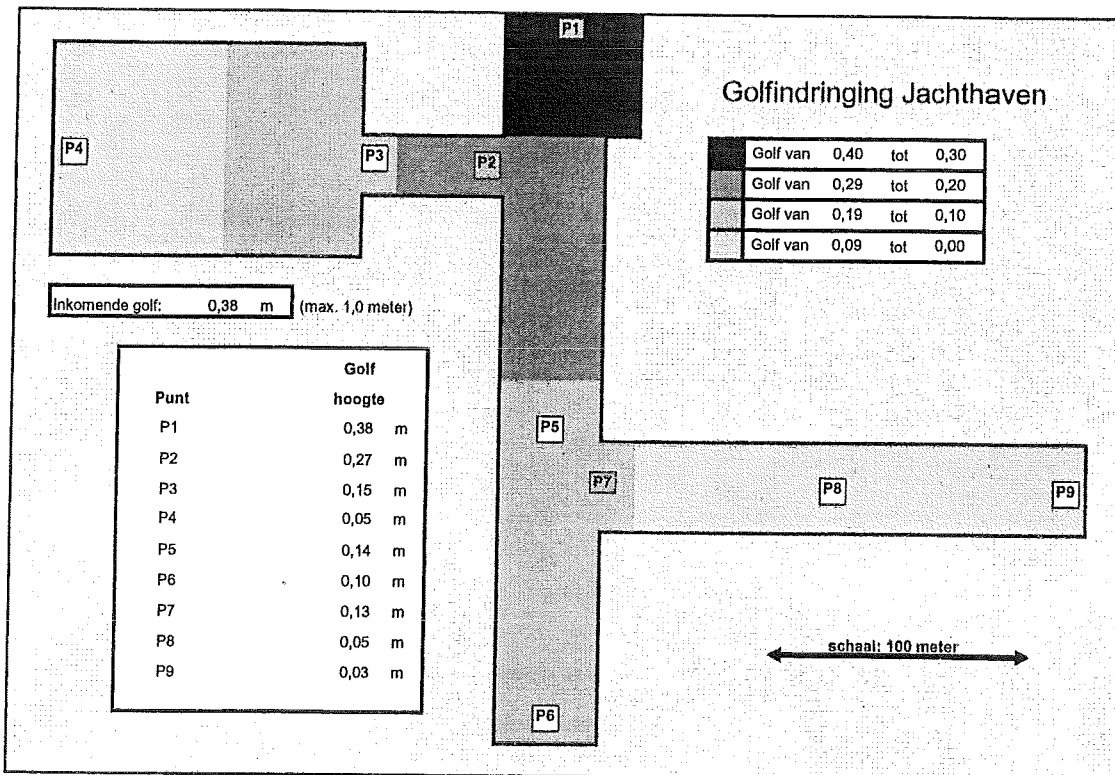 P1
Golfindringing Jachthaven
P4
P3
P2
Golf van 0,40 tot 0,30
Golf van 0,29 tot 0,20
Golf van 0,19 tot 0,10
Golf van 0,09 tot 0,00
Inkomende golf: 0,38 m (max. 1,0 meter)
Golf
Punt hoogte
P1 0,38 m
P2 0,27 m
P3 0,15 m
P4 0,05 m
P5 0,14 m
P6 0,10 m
P7 0,13 m
P8 0,05 m
P9 0,03 m
P5
P7
P8
P9
schaal: 100 meter
P6